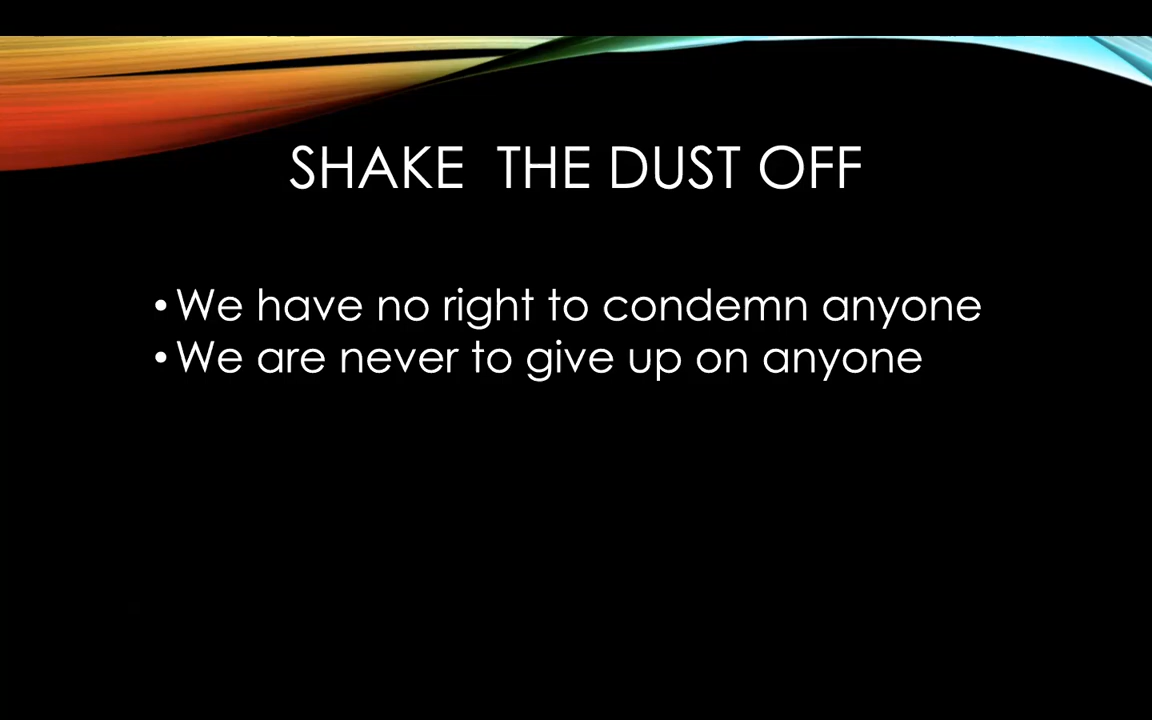 SHAKE  THE DUST OFF
• We have no right to condemn anyone
• We are never to give up on anyone